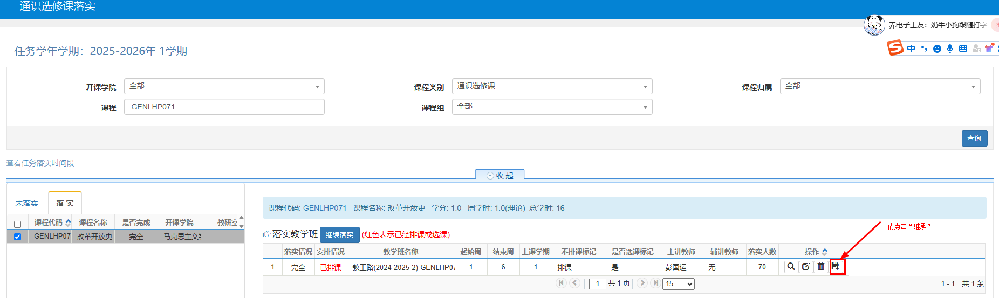 通识选修课落实
养电子工友：奶牛小狗跟随打字
中
任务学年学期：2025-2026年 1学期
开课学院 全部 课程类别 通识选修课 课程归属 全部
课程 GENLHP071 课程组 全部
查询
查看任务落实时间段
收 起
未落实 落 实
课程代码 课程名称 是否完成 开课学院 教研室
GENLHP07 改革开放史 完全 马克思主义
课程代码: GENLHP071 课程名称: 改革开放史 学分: 1.0 周学时: 1.0(理论) 总学时: 16
请点击“继承”
落实教学班 继续落实 (红色表示已经排课或选课)
落实情况 安排情况 教学班名称 起始周 结束周 上课学期 不排课标记 是否选课标记 主讲教师 辅讲教师 落实人数 操作
1 完全 已排课 教工路(2024-2025-2)-GENLHP07 1 6 1 排课 是 彭国运 无 70
1 共 1 页 15 1 - 1 共 1 条